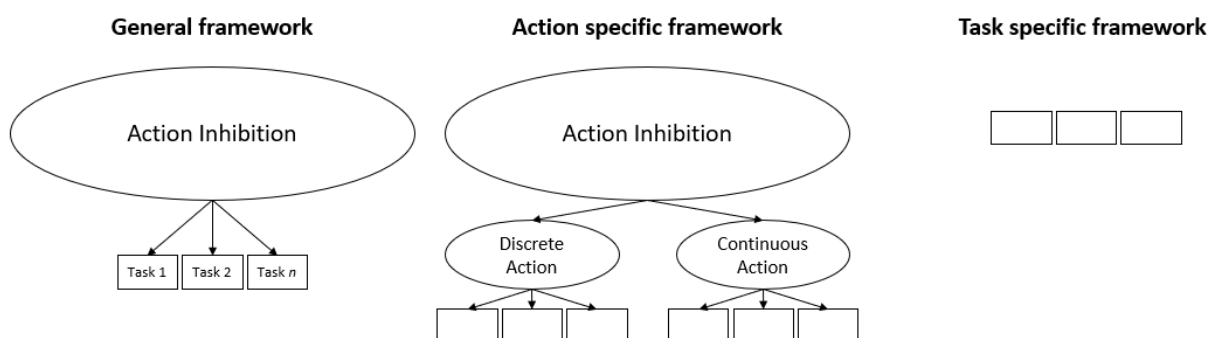 General framework
Action specific framework
Task specific framework
Action Inhibition
Action Inhibition
Discrete
Action
Continuous
Action
Task 1
Task 2
Task n